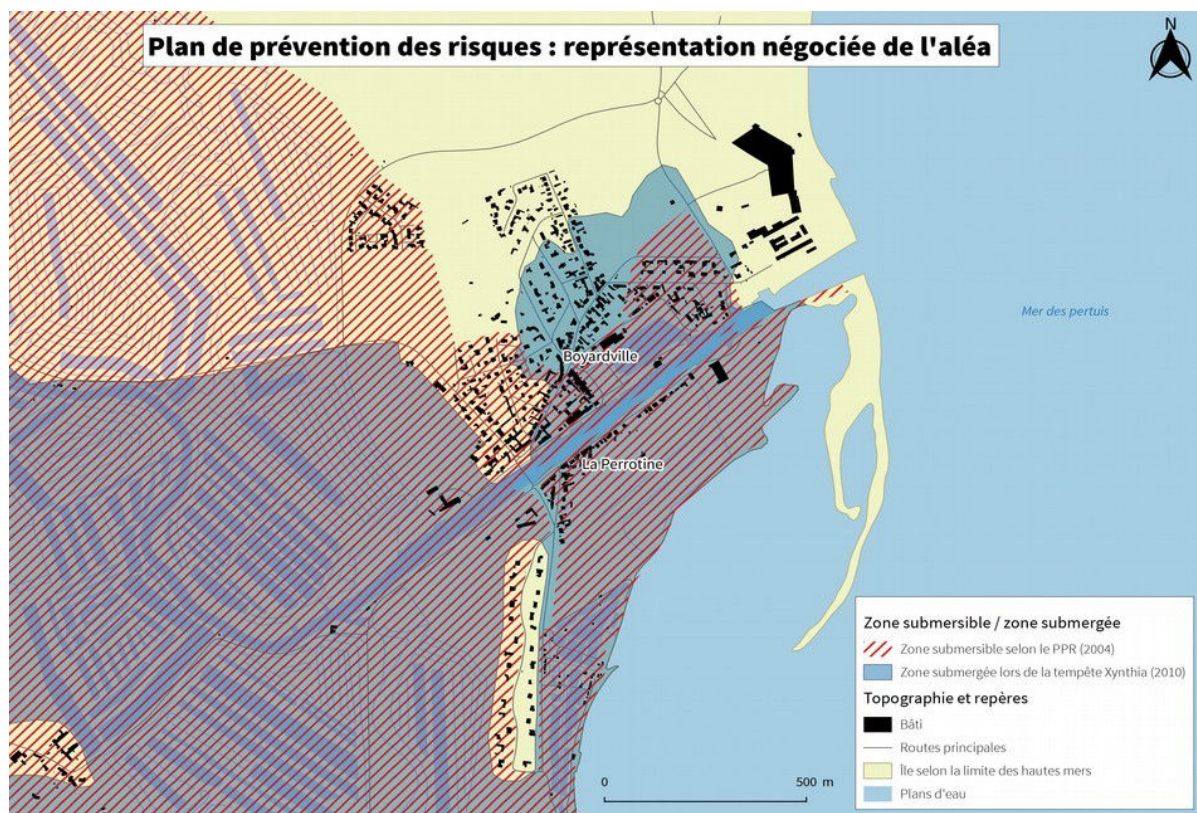 Plan de prévention des risques : représentation négociée de l'aléa
N
Mer des pertuis
Boyardville
La Perrotine
Zone submersible / zone submergée
Zone submersible selon le PPR (2004)
Zone submergée lors de la tempête Xynthia (2010)
Topographie et repères
Bâti
Routes principales
Île selon la limite des hautes mers
Plans d'eau
0 500 m